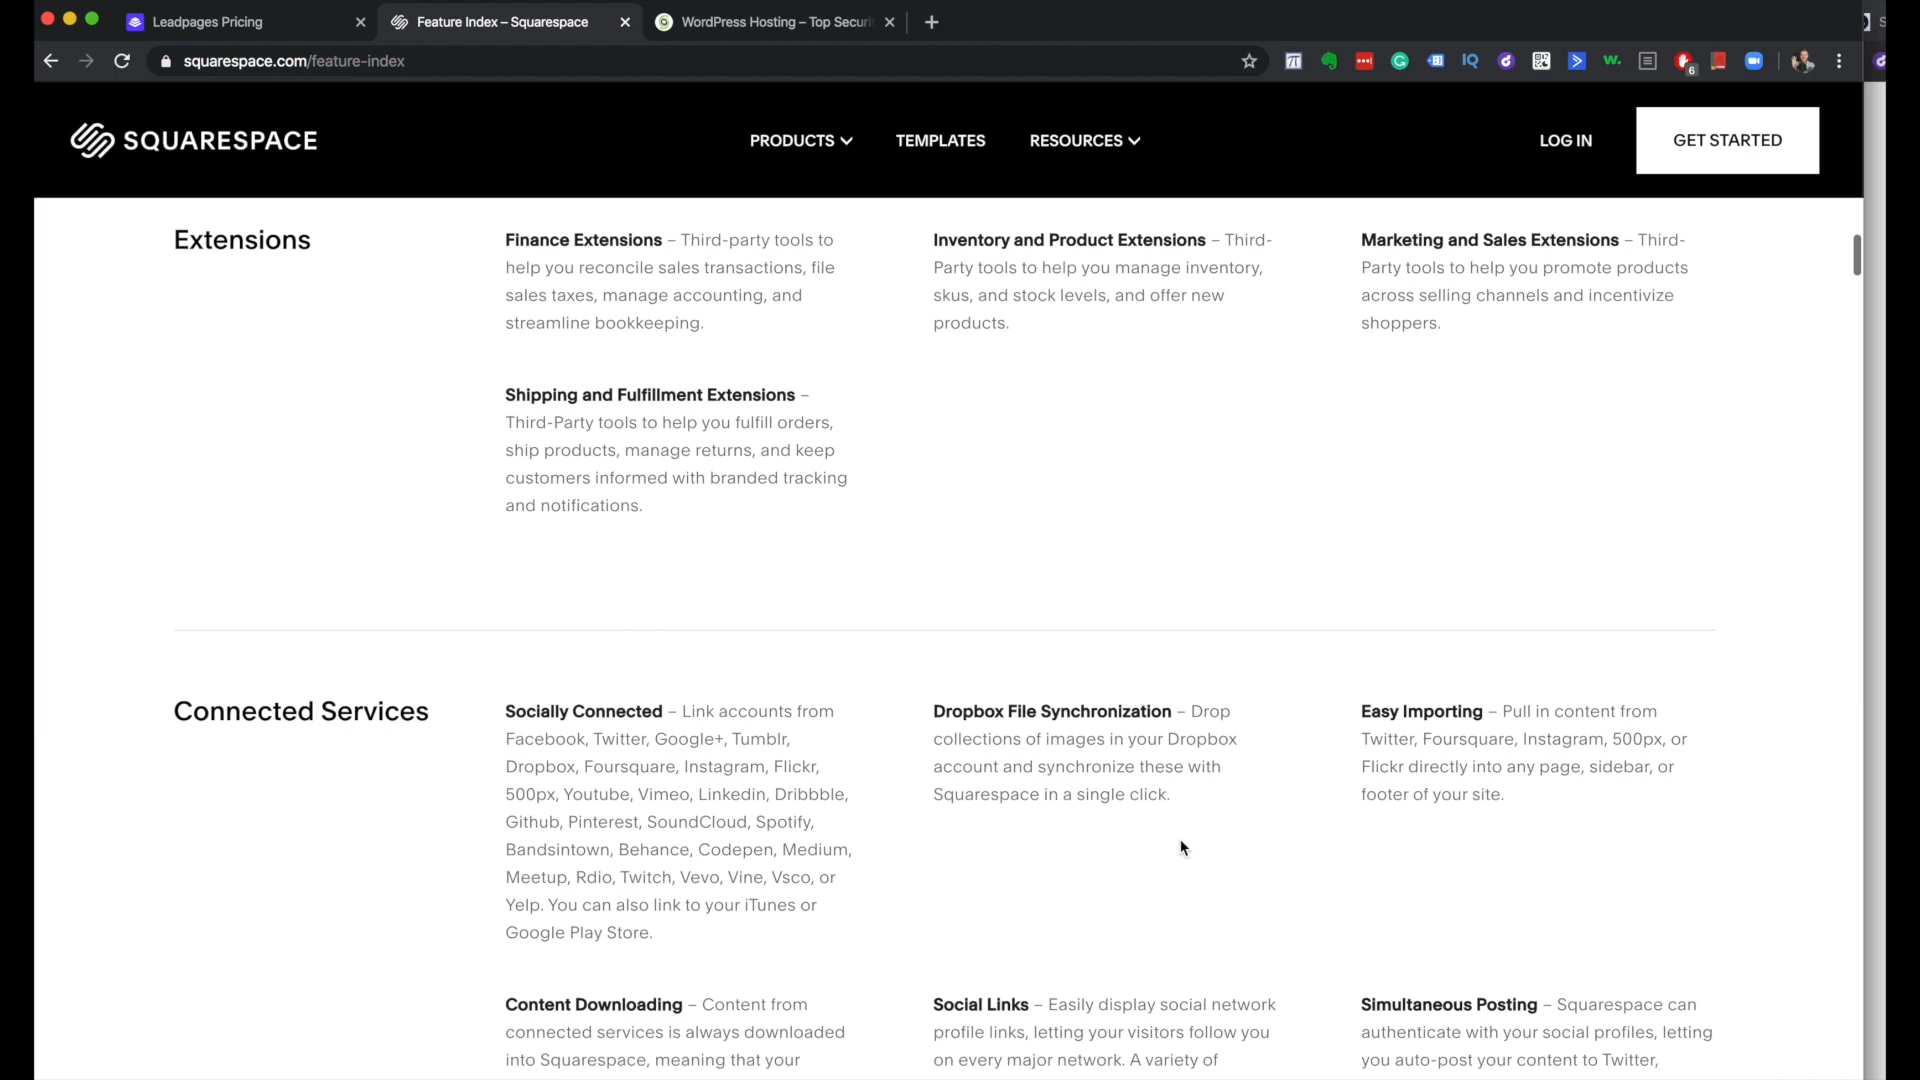 Leadpages Pricing
Feature Index – Squarespace
WordPress Hosting – Top Securi
squarespace.com/feature-index
IQ
w.
6
SQUARESPACE
PRODUCTS
TEMPLATES
RESOURCES
LOG IN
GET STARTED
Extensions
Finance Extensions – Third-party tools to
help you reconcile sales transactions, file
sales taxes, manage accounting, and
streamline bookkeeping.
Inventory and Product Extensions – Third-
Party tools to help you manage inventory,
skus, and stock levels, and offer new
products.
Marketing and Sales Extensions – Third-
Party tools to help you promote products
across selling channels and incentivize
shoppers.
Shipping and Fulfillment Extensions –
Third-Party tools to help you fulfill orders,
ship products, manage returns, and keep
customers informed with branded tracking
and notifications.
Connected Services
Socially Connected – Link accounts from
Facebook, Twitter, Google+, Tumblr,
Dropbox, Foursquare, Instagram, Flickr,
500px, Youtube, Vimeo, Linkedin, Dribbble,
Github, Pinterest, SoundCloud, Spotify,
Bandsintown, Behance, Codepen, Medium,
Meetup, Rdio, Twitch, Vevo, Vine, Vsco, or
Yelp. You can also link to your iTunes or
Google Play Store.
Dropbox File Synchronization – Drop
collections of images in your Dropbox
account and synchronize these with
Squarespace in a single click.
Easy Importing – Pull in content from
Twitter, Foursquare, Instagram, 500px, or
Flickr directly into any page, sidebar, or
footer of your site.
Content Downloading – Content from
connected services is always downloaded
into Squarespace, meaning that your
Social Links – Easily display social network
profile links, letting your visitors follow you
on every major network. A variety of
Simultaneous Posting – Squarespace can
authenticate with your social profiles, letting
you auto-post your content to Twitter,